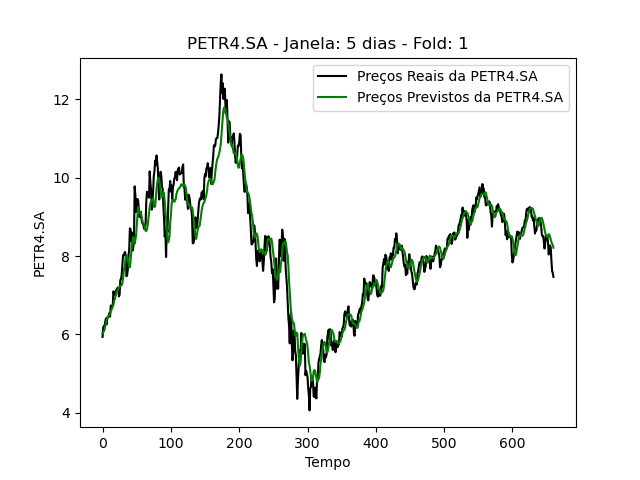 PETR4.SA - Janela: 5 dias - Fold: 1
Preços Reais da PETR4.SA
Preços Previstos da PETR4.SA
PETR4.SA
12
10
8
6
4
0 100 200 300 400 500 600
Tempo